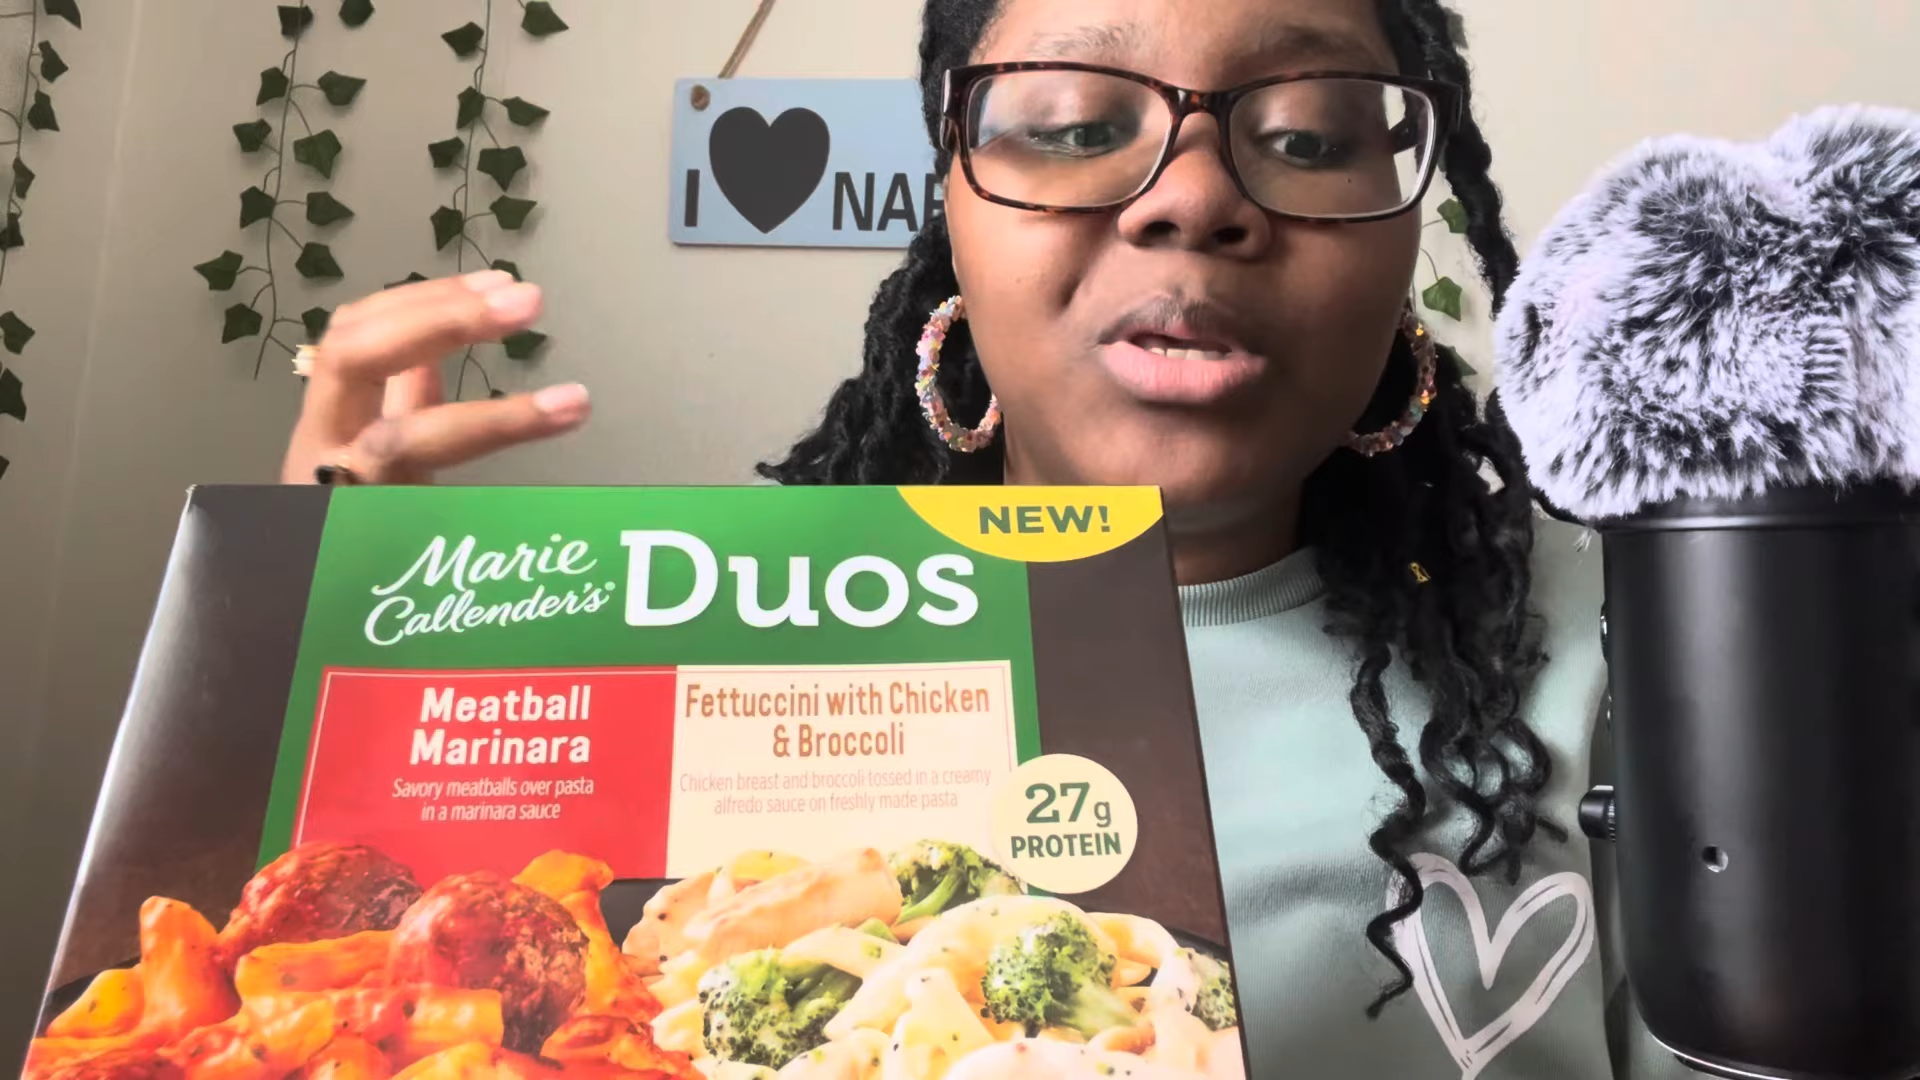 I NAP
NEW!
Marie
Callender's
Duos
Meatball
Marinara
Savory meatballs over pasta
in a marinara sauce
Fettuccini with Chicken
& Broccoli
Chicken breast and broccoli tossed in a creamy
alfredo sauce on freshly made pasta
27g
PROTEIN